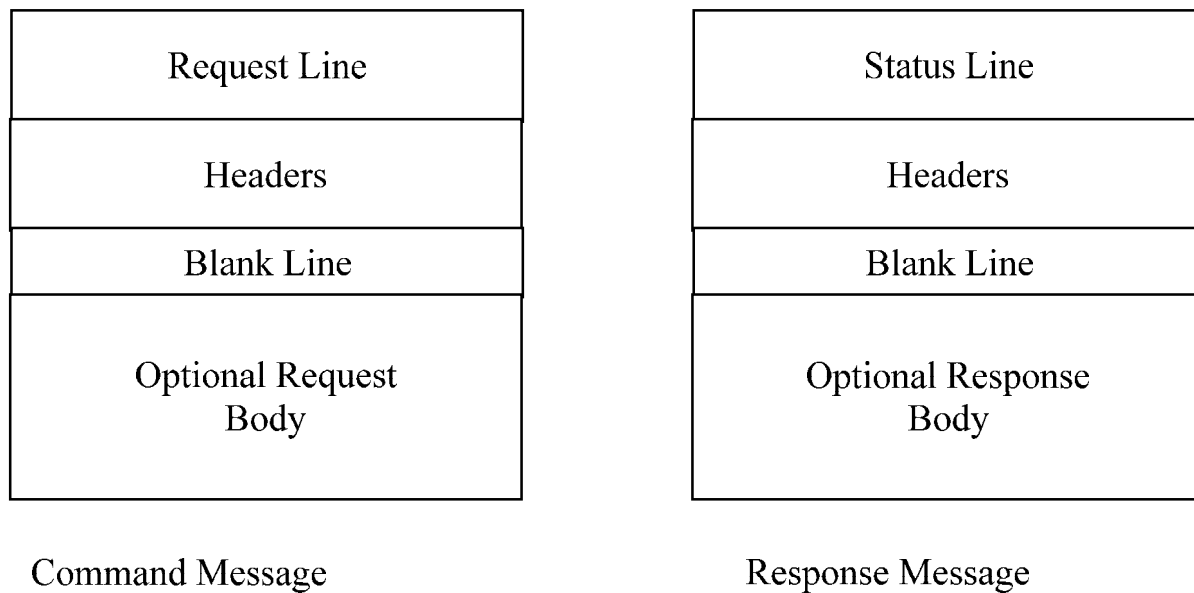 Request Line
Headers
Blank Line
Optional Request
Body
Command Message
Status Line
Headers
Blank Line
Optional Response
Body
Response Message